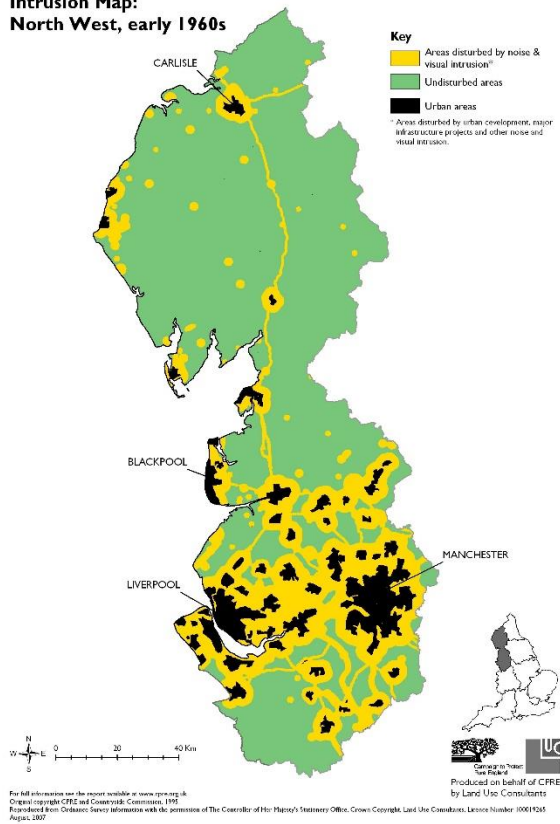 Intrusion Map:
North West, early 1960s
Key
Areas disturbed by noise &
visual intrusion*
Undisturbed areas
Urban areas
* Areas disturbed by urban development, major
infrastructure projects and other noise and
visual intrusion.
CARLISLE
BLACKPOOL
LIVERPOOL
MANCHESTER
N
W E
S
0 20 40 Km
Campaign to Protect
Rural England
LUC
Produced on behalf of CPRE
by Land Use Consultants
For full information see the report available at www.cpre.org.uk
Original copyright CPRE and Countryside Commission, 1995
Reproduced from Ordnance Survey information with the permission of The Controller of Her Majesty's Stationery Office, Crown Copyright, Land Use Consultants, Licence Number 100019265
August, 2007